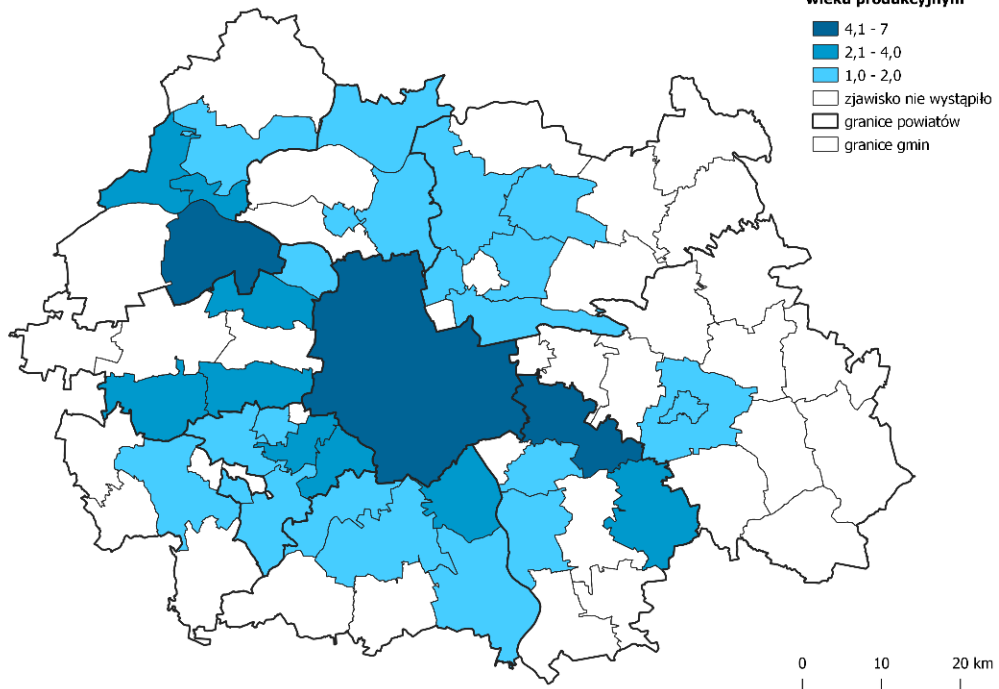 wieku produkcyjnym
4,1 - 7
2,1 - 4,0
1,0 - 2,0
zjawisko nie wystąpiło
granice powiatów
granice gmin
0 10 20 km